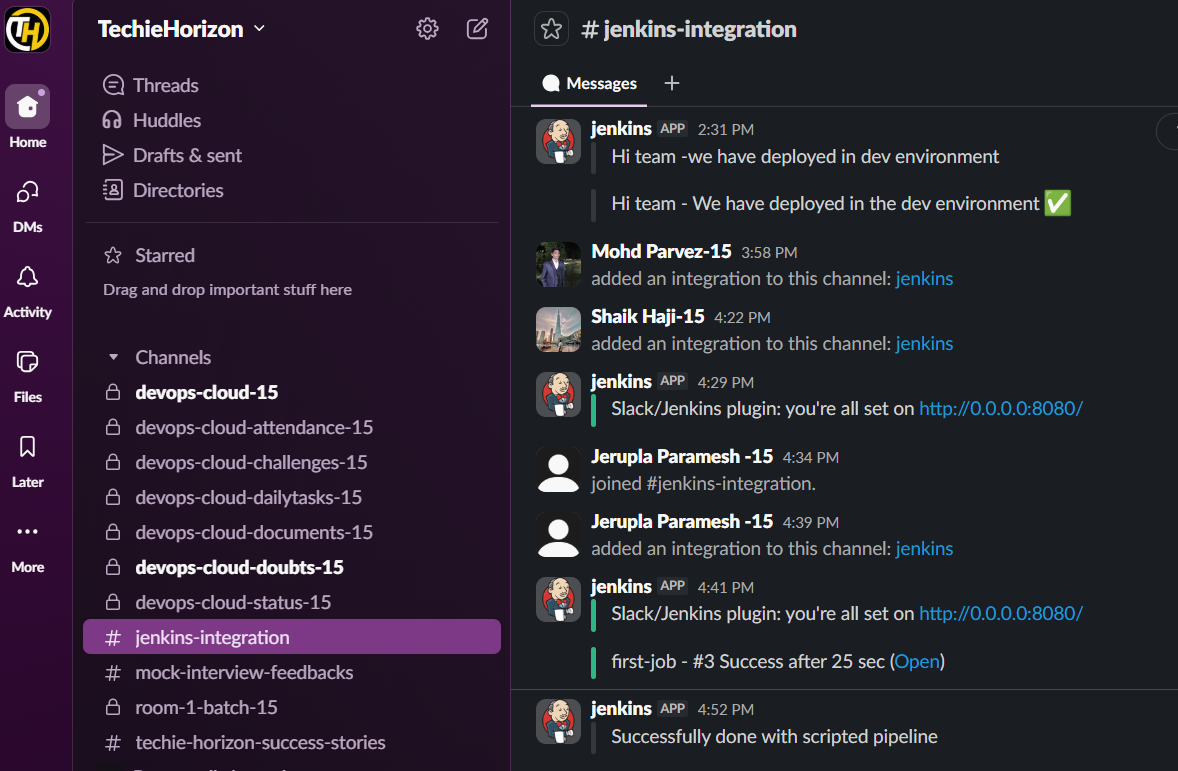 TH
TechieHorizon
Home
DMs
Activity
Files
Later
More
Threads
Huddles
Drafts & sent
Directories
Starred
Drag and drop important stuff here
Channels
devops-cloud-15
devops-cloud-attendance-15
devops-cloud-challenges-15
devops-cloud-dailytasks-15
devops-cloud-documents-15
devops-cloud-doubts-15
devops-cloud-status-15
# jenkins-integration
# mock-interview-feedbacks
room-1-batch-15
# techie-horizon-success-stories
# jenkins-integration
Messages +
jenkins APP 2:31 PM
Hi team -we have deployed in dev environment
Hi team - We have deployed in the dev environment ✅
Mohd Parvez-15 3:58 PM
added an integration to this channel: jenkins
Shaik Haji-15 4:22 PM
added an integration to this channel: jenkins
jenkins APP 4:29 PM
Slack/Jenkins plugin: you're all set on http://0.0.0.0:8080/
Jerupla Paramesh -15 4:34 PM
joined #jenkins-integration.
Jerupla Paramesh -15 4:39 PM
added an integration to this channel: jenkins
jenkins APP 4:41 PM
Slack/Jenkins plugin: you're all set on http://0.0.0.0:8080/
first-job - #3 Success after 25 sec (Open)
jenkins APP 4:52 PM
Successfully done with scripted pipeline